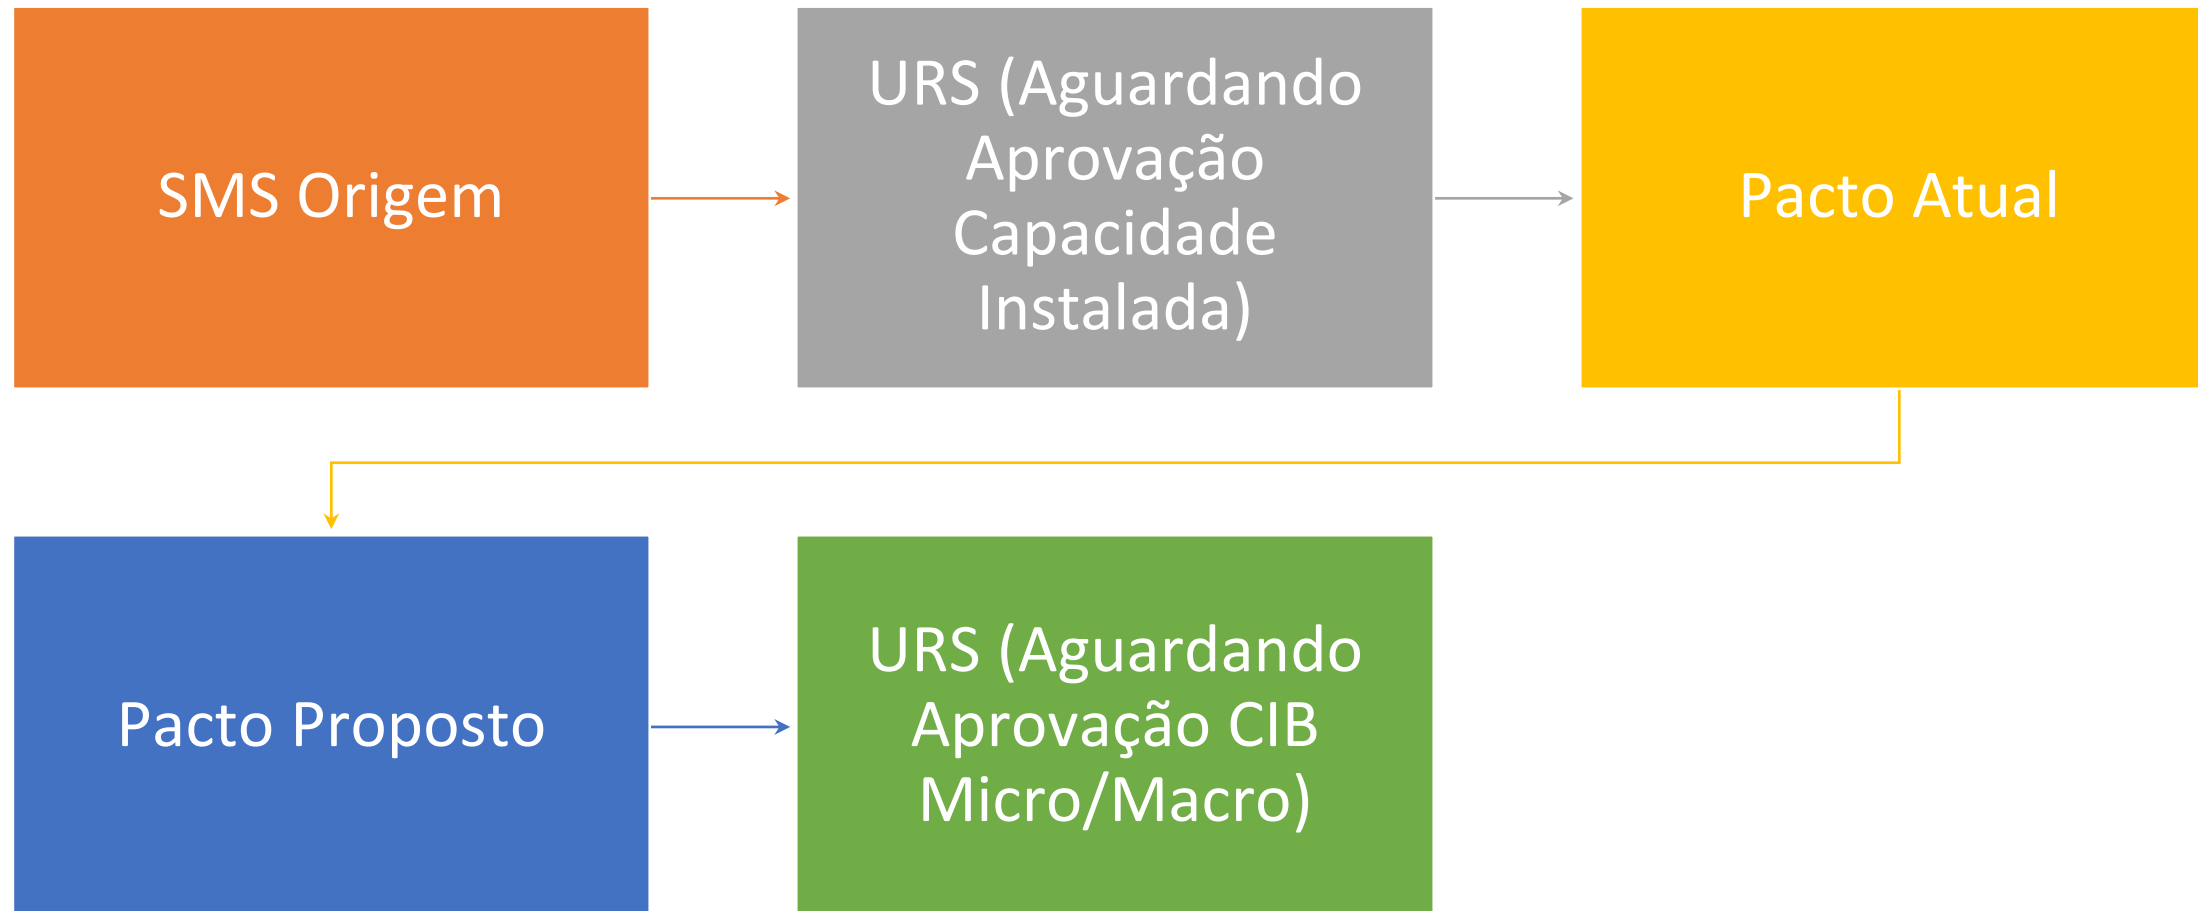 SMS Origem
URS (Aguardando
Aprovação
Capacidade
Instalada)
Pacto Atual
Pacto Proposto
URS (Aguardando
Aprovação CIB
Micro/Macro)